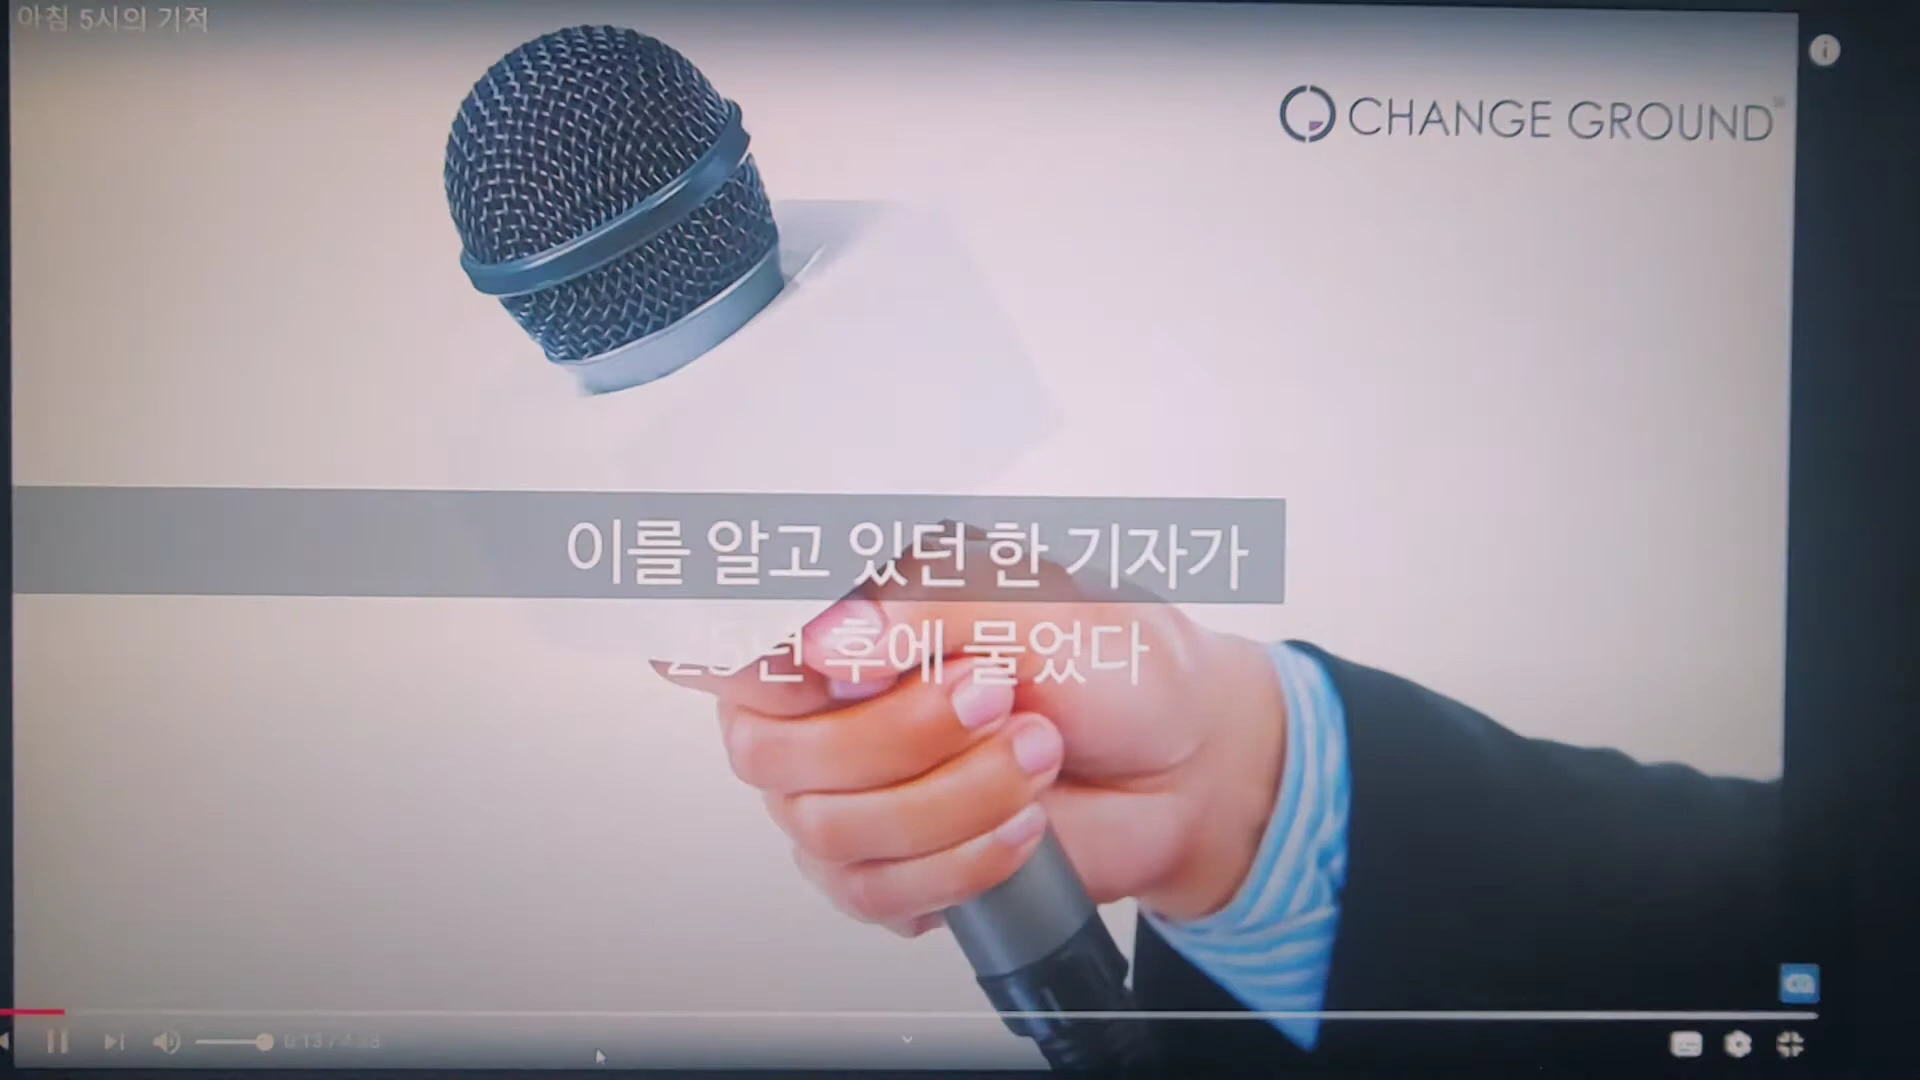 아침 5시의 기적
CHANGE GROUND
이를 알고 있던 한 기자가
25년 후에 물었다